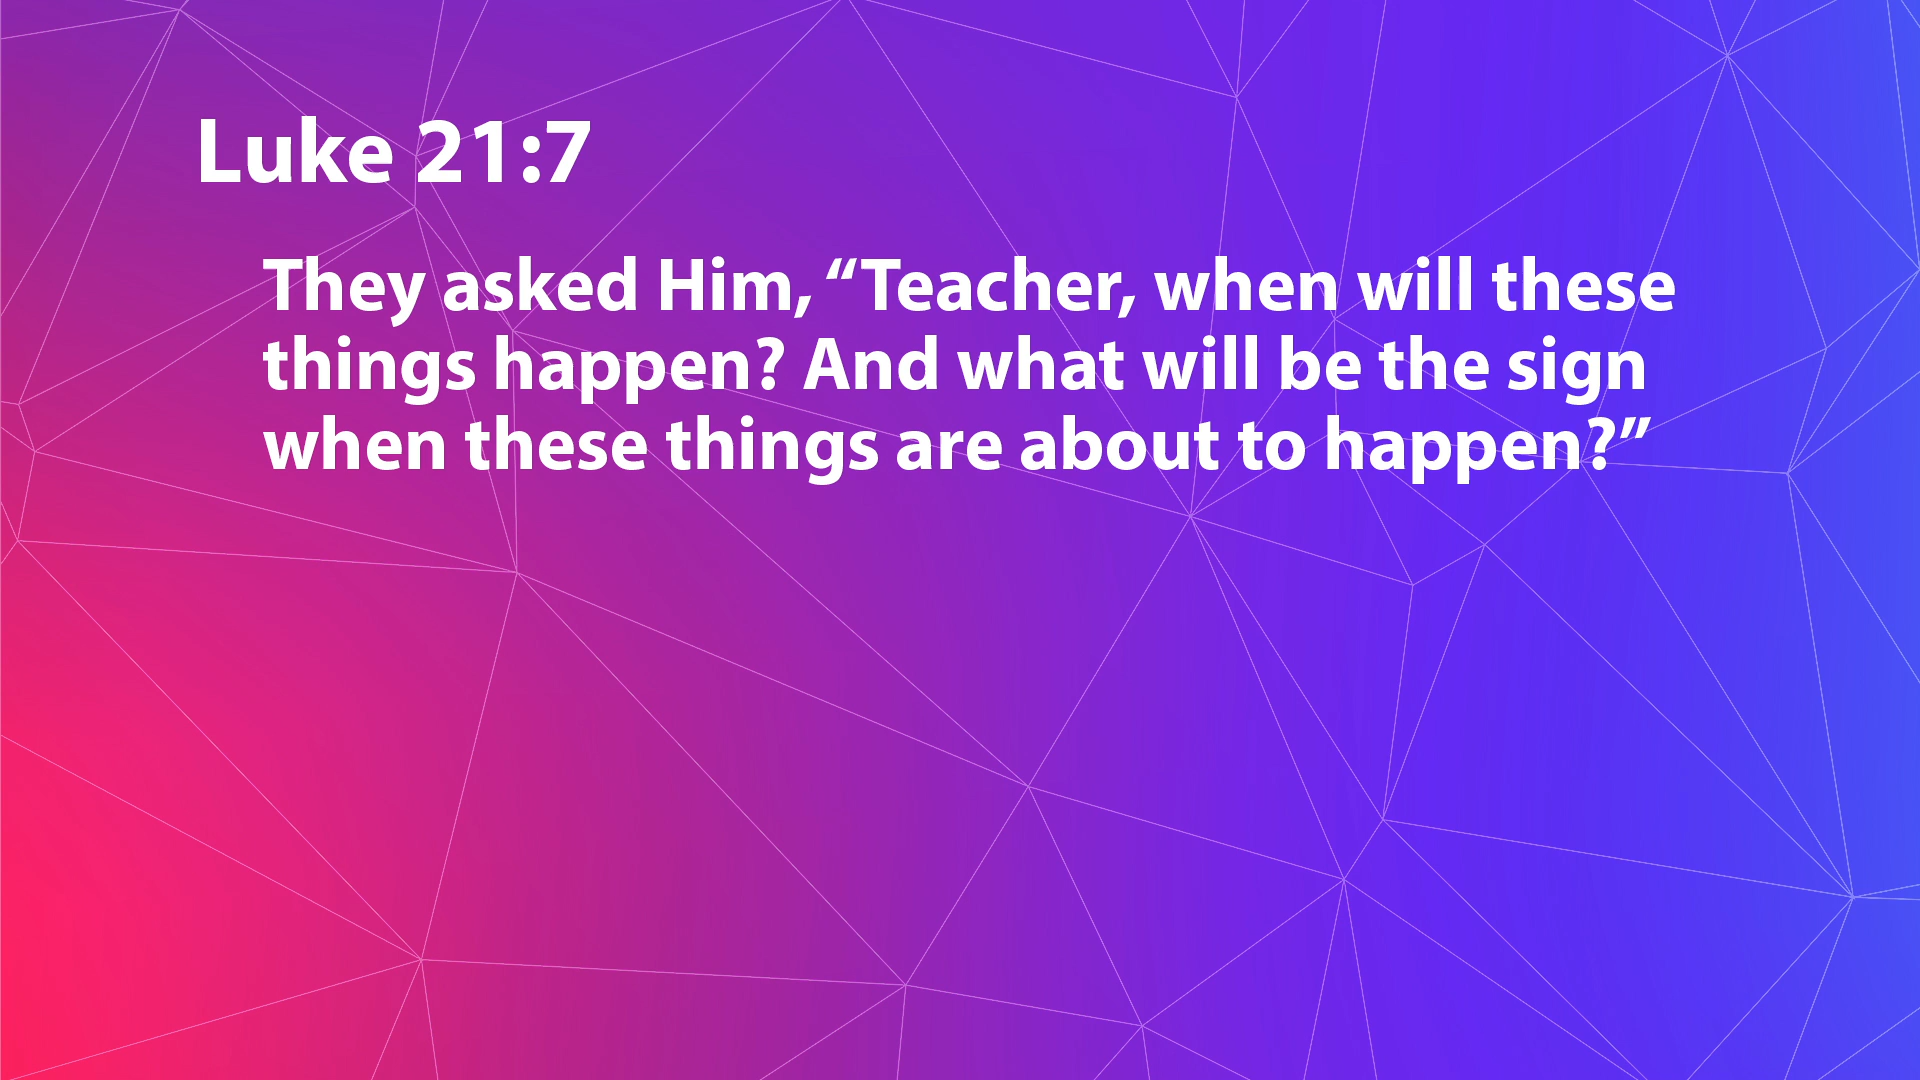 Luke 21:7
They asked Him, “Teacher, when will these
things happen? And what will be the sign
when these things are about to happen?”